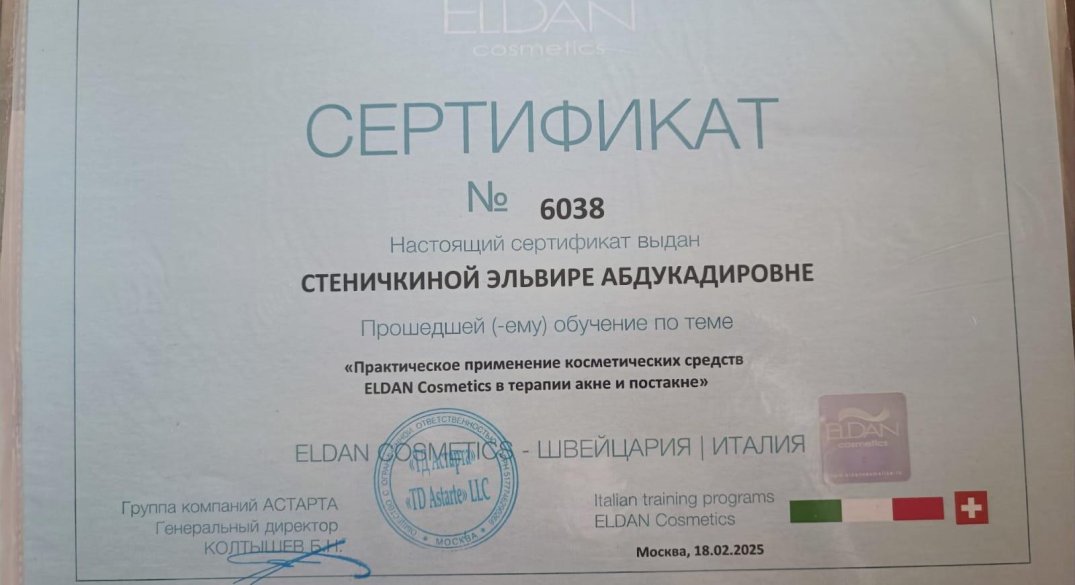 ELDAN
cosmetics
СЕРТИФИКАТ
№ 6038
Настоящий сертификат выдан
СТЕНИЧКИНОЙ ЭЛЬВИРЕ АБДУКАДИРОВНЕ
Прошедшей (-ему) обучение по теме
«Практическое применение косметических средств
ELDAN Cosmetics в терапии акне и постакне»
ELDAN COSMETICS - ШВЕЙЦАРИЯ | ИТАЛИЯ
ELDAN
cosmetics
«ТД Астарта»
«TD Astarte» LLC
МОСКВА
Группа компаний АСТАРТА
Генеральный директор
КОЛТЫШЕВ Б.Н.
Italian training programs
ELDAN Cosmetics
Москва, 18.02.2025